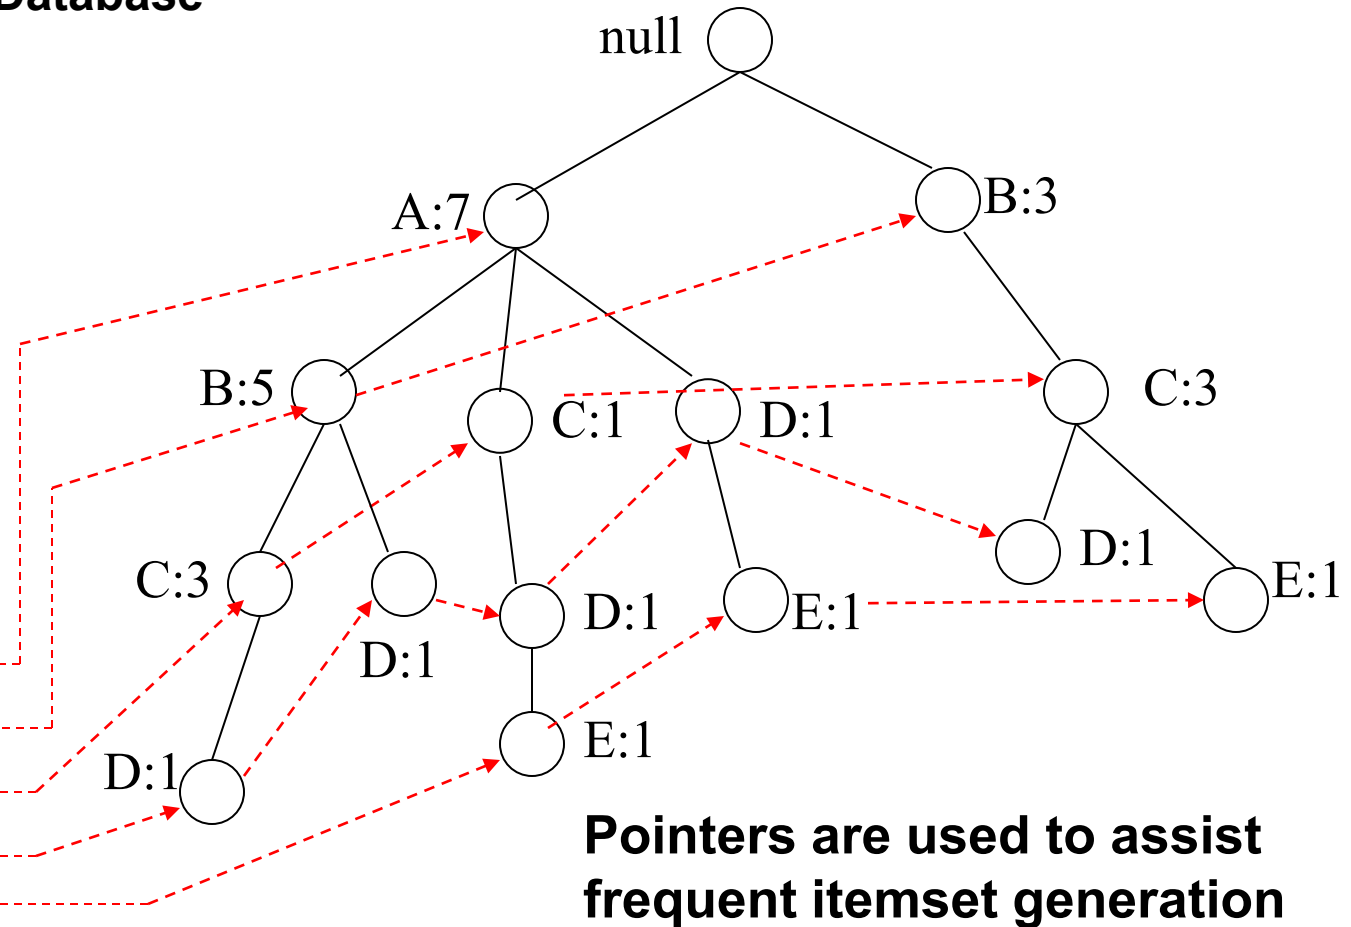 Database
null
A:7
B:3
B:5
C:1
D:1
C:3
C:3
D:1
D:1
D:1
E:1
D:1
E:1
D:1
E:1
Pointers are used to assist
frequent itemset generation